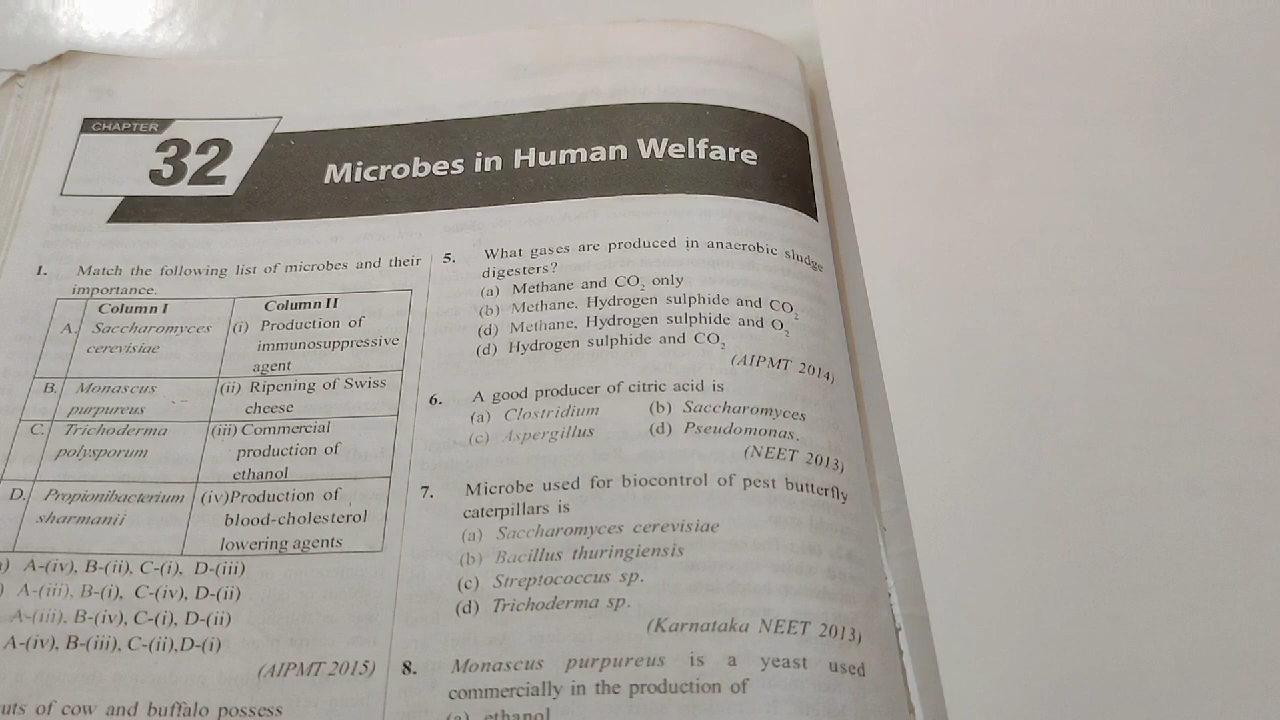 CHAPTER
32
Microbes in Human Welfare
1. Match the following list of microbes and their
importance.
Column I Column II
A. Saccharomyces (i) Production of
cerevisiae immunosuppressive
agent
B. Monascus (ii) Ripening of Swiss
purpureus cheese
C. Trichoderma (iii) Commercial
polysporum production of
ethanol
D. Propionibacterium (iv)Production of
sharmanii blood-cholesterol
lowering agents
) A-(iv), B-(ii), C-(i), D-(iii)
) A-(iii), B-(i), C-(iv), D-(ii)
A-(iii), B-(iv), C-(i), D-(ii)
A-(iv), B-(iii), C-(ii),D-(i)
(AIPMT 2015)
uts of cow and buffalo possess
5. What gases are produced in anaerobic sludge
digesters?
(a) Methane and CO₂ only
(b) Methane, Hydrogen sulphide and CO₂
(d) Methane, Hydrogen sulphide and O₂
(d) Hydrogen sulphide and CO₂
(AIPMT 2014)
6. A good producer of citric acid is
(a) Clostridium (b) Saccharomyces
(c) Aspergillus (d) Pseudomonas.
(NEET 2013)
7. Microbe used for biocontrol of pest butterfly
caterpillars is
(a) Saccharomyces cerevisiae
(b) Bacillus thuringiensis
(c) Streptococcus sp.
(d) Trichoderma sp.
(Karnataka NEET 2013)
8. Monascus purpureus is a yeast used
commercially in the production of
(a) ethanol